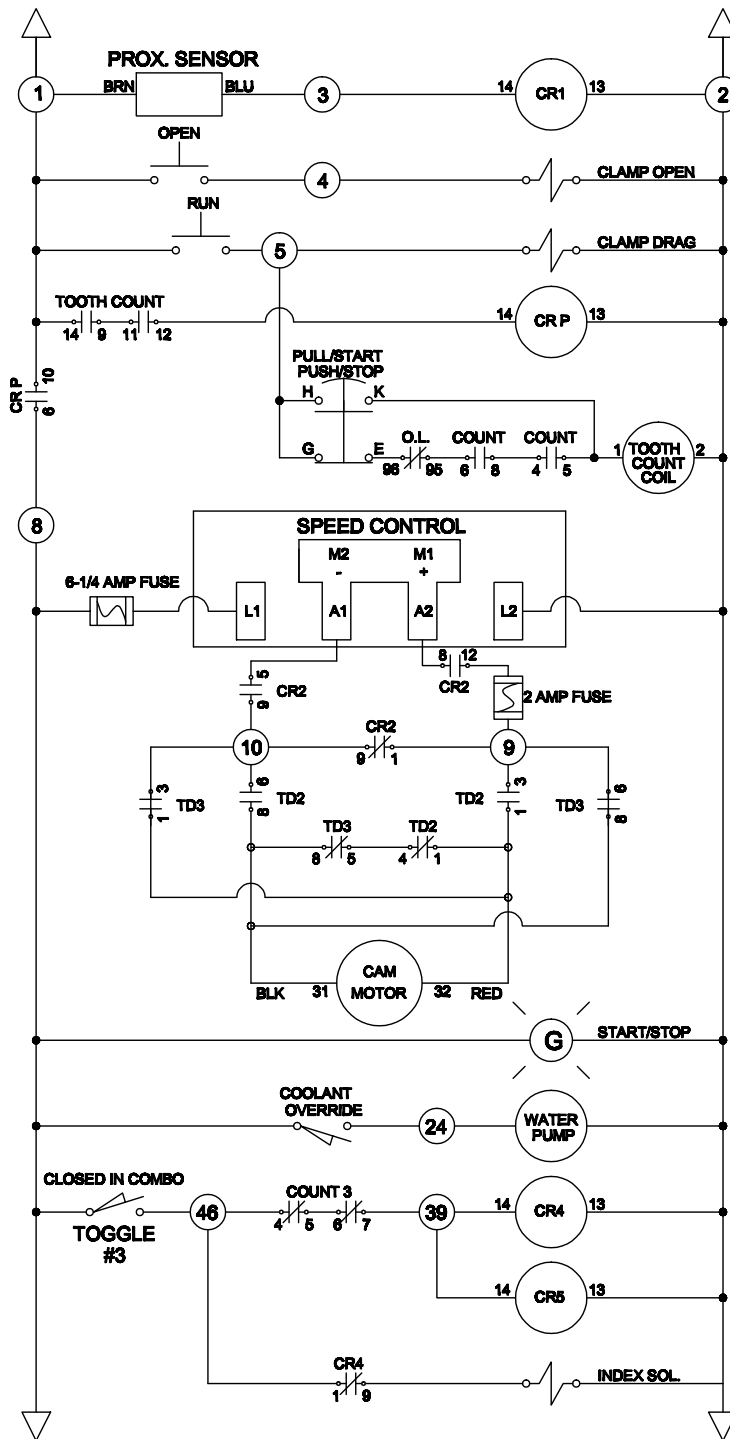 PROX. SENSOR
1 BRN BLU 3 14 CR1 13 2
OPEN
4 CLAMP OPEN
RUN
5 CLAMP DRAG
TOOTH COUNT
14 9 11 12 14 CR P 13
PULL/START
PUSH/STOP
CR P
10
6
H K
G E O.L. COUNT COUNT
96 95 6 8 4 5
1 TOOTH COUNT COIL 2
8
SPEED CONTROL
M2 M1
- +
6-1/4 AMP FUSE
L1 A1 A2 L2
8 12
CR2
5
9
CR2
2 AMP FUSE
CR2
10 9 1 9
3
1
TD3
6
8
TD2
TD2
3
1
TD3
6
8
TD3 TD2
8 5 4 1
CAM
MOTOR
BLK 31 32 RED
G START/STOP
COOLANT
OVERRIDE
24 WATER
PUMP
CLOSED IN COMBO
TOGGLE
#3
46 COUNT 3 39 14 CR4 13
4 5 6 7
14 CR5 13
CR4
1 9
INDEX SOL.